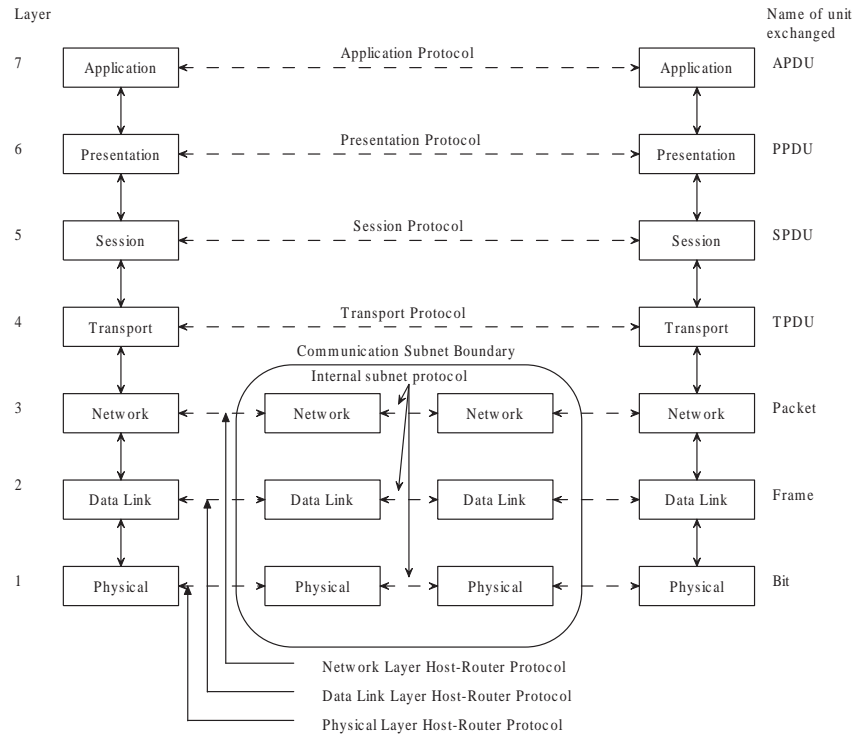 Layer
Name of unit
exchanged
Application Protocol
7
Application
Application
APDU
Presentation Protocol
6
Presentation
Presentation
PPDU
Session Protocol
5
Session
Session
SPDU
Transport Protocol
4
Transport
Transport
TPDU
Communication Subnet Boundary
Internal subnet protocol
3
Network
Network
Network
Network
Packet
2
Data Link
Data Link
Data Link
Data Link
Frame
1
Physical
Physical
Physical
Physical
Bit
Network Layer Host-Router Protocol
Data Link Layer Host-Router Protocol
Physical Layer Host-Router Protocol